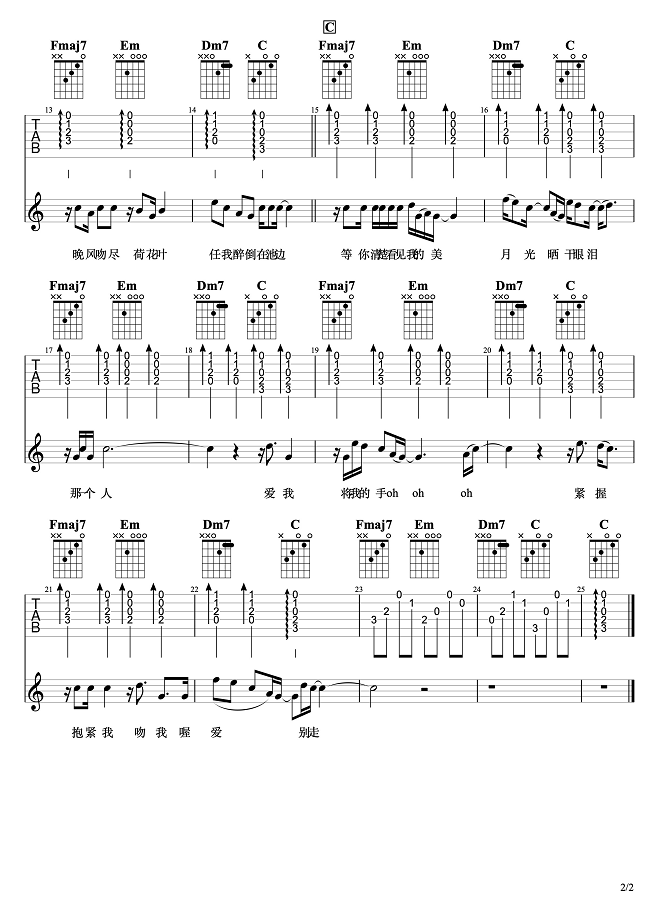 C
Fmaj7 Em Dm7 C Fmaj7 Em Dm7 C
13 14 15 16
晚风吻尽 荷花叶 任我醉倒在池边 等你清楚看见我的美 月光晒干眼泪
Fmaj7 Em Dm7 C Fmaj7 Em Dm7 C
17 18 19 20
那个人 爱我 将我的手oh oh oh 紧握
Fmaj7 Em Dm7 C Fmaj7 Em Dm7 C C
21 22 23 24 25
抱紧我 吻我喔爱 别走
2/2